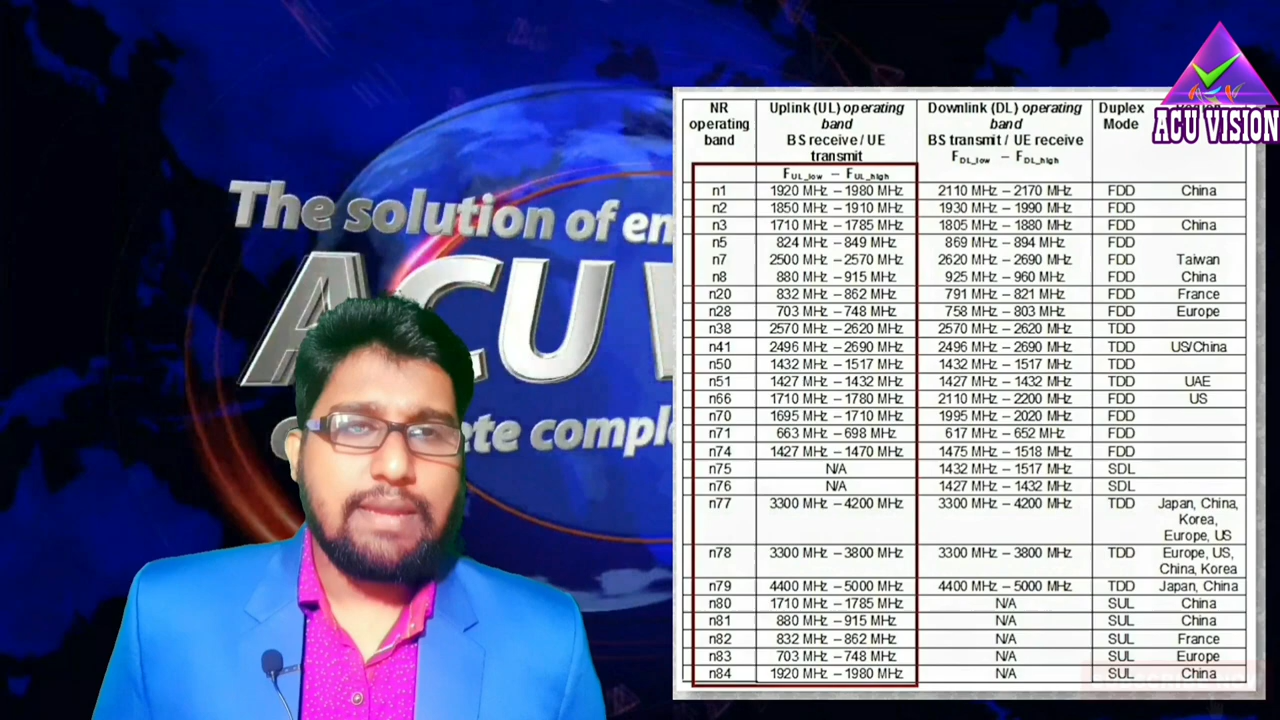 The solution of
ACU
comple
ACU VISION
NR operating band | Uplink (UL) operating band BS receive / UE transmit F UL_low – F UL_high | Downlink (DL) operating band BS transmit / UE receive F DL_low – F DL_high | Duplex Mode
n1 1920 MHz – 1980 MHz 2110 MHz – 2170 MHz FDD China
n2 1850 MHz – 1910 MHz 1930 MHz – 1990 MHz FDD
n3 1710 MHz – 1785 MHz 1805 MHz – 1880 MHz FDD China
n5 824 MHz – 849 MHz 869 MHz – 894 MHz FDD
n7 2500 MHz – 2570 MHz 2620 MHz – 2690 MHz FDD Taiwan
n8 880 MHz – 915 MHz 925 MHz – 960 MHz FDD China
n20 832 MHz – 862 MHz 791 MHz – 821 MHz FDD France
n28 703 MHz – 748 MHz 758 MHz – 803 MHz FDD Europe
n38 2570 MHz – 2620 MHz 2570 MHz – 2620 MHz TDD
n41 2496 MHz – 2690 MHz 2496 MHz – 2690 MHz TDD US/China
n50 1432 MHz – 1517 MHz 1432 MHz – 1517 MHz TDD
n51 1427 MHz – 1432 MHz 1427 MHz – 1432 MHz TDD UAE
n66 1710 MHz – 1780 MHz 2110 MHz – 2200 MHz FDD US
n70 1695 MHz – 1710 MHz 1995 MHz – 2020 MHz FDD
n71 663 MHz – 698 MHz 617 MHz – 652 MHz FDD
n74 1427 MHz – 1470 MHz 1475 MHz – 1518 MHz FDD
n75 N/A 1432 MHz – 1517 MHz SDL
n76 N/A 1427 MHz – 1432 MHz SDL
n77 3300 MHz – 4200 MHz 3300 MHz – 4200 MHz TDD Japan, China, Korea, Europe, US
n78 3300 MHz – 3800 MHz 3300 MHz – 3800 MHz TDD Europe, US, China, Korea
n79 4400 MHz – 5000 MHz 4400 MHz – 5000 MHz TDD Japan, China
n80 1710 MHz – 1785 MHz N/A SUL China
n81 880 MHz – 915 MHz N/A SUL China
n82 832 MHz – 862 MHz N/A SUL France
n83 703 MHz – 748 MHz N/A SUL Europe
n84 1920 MHz – 1980 MHz N/A SUL China